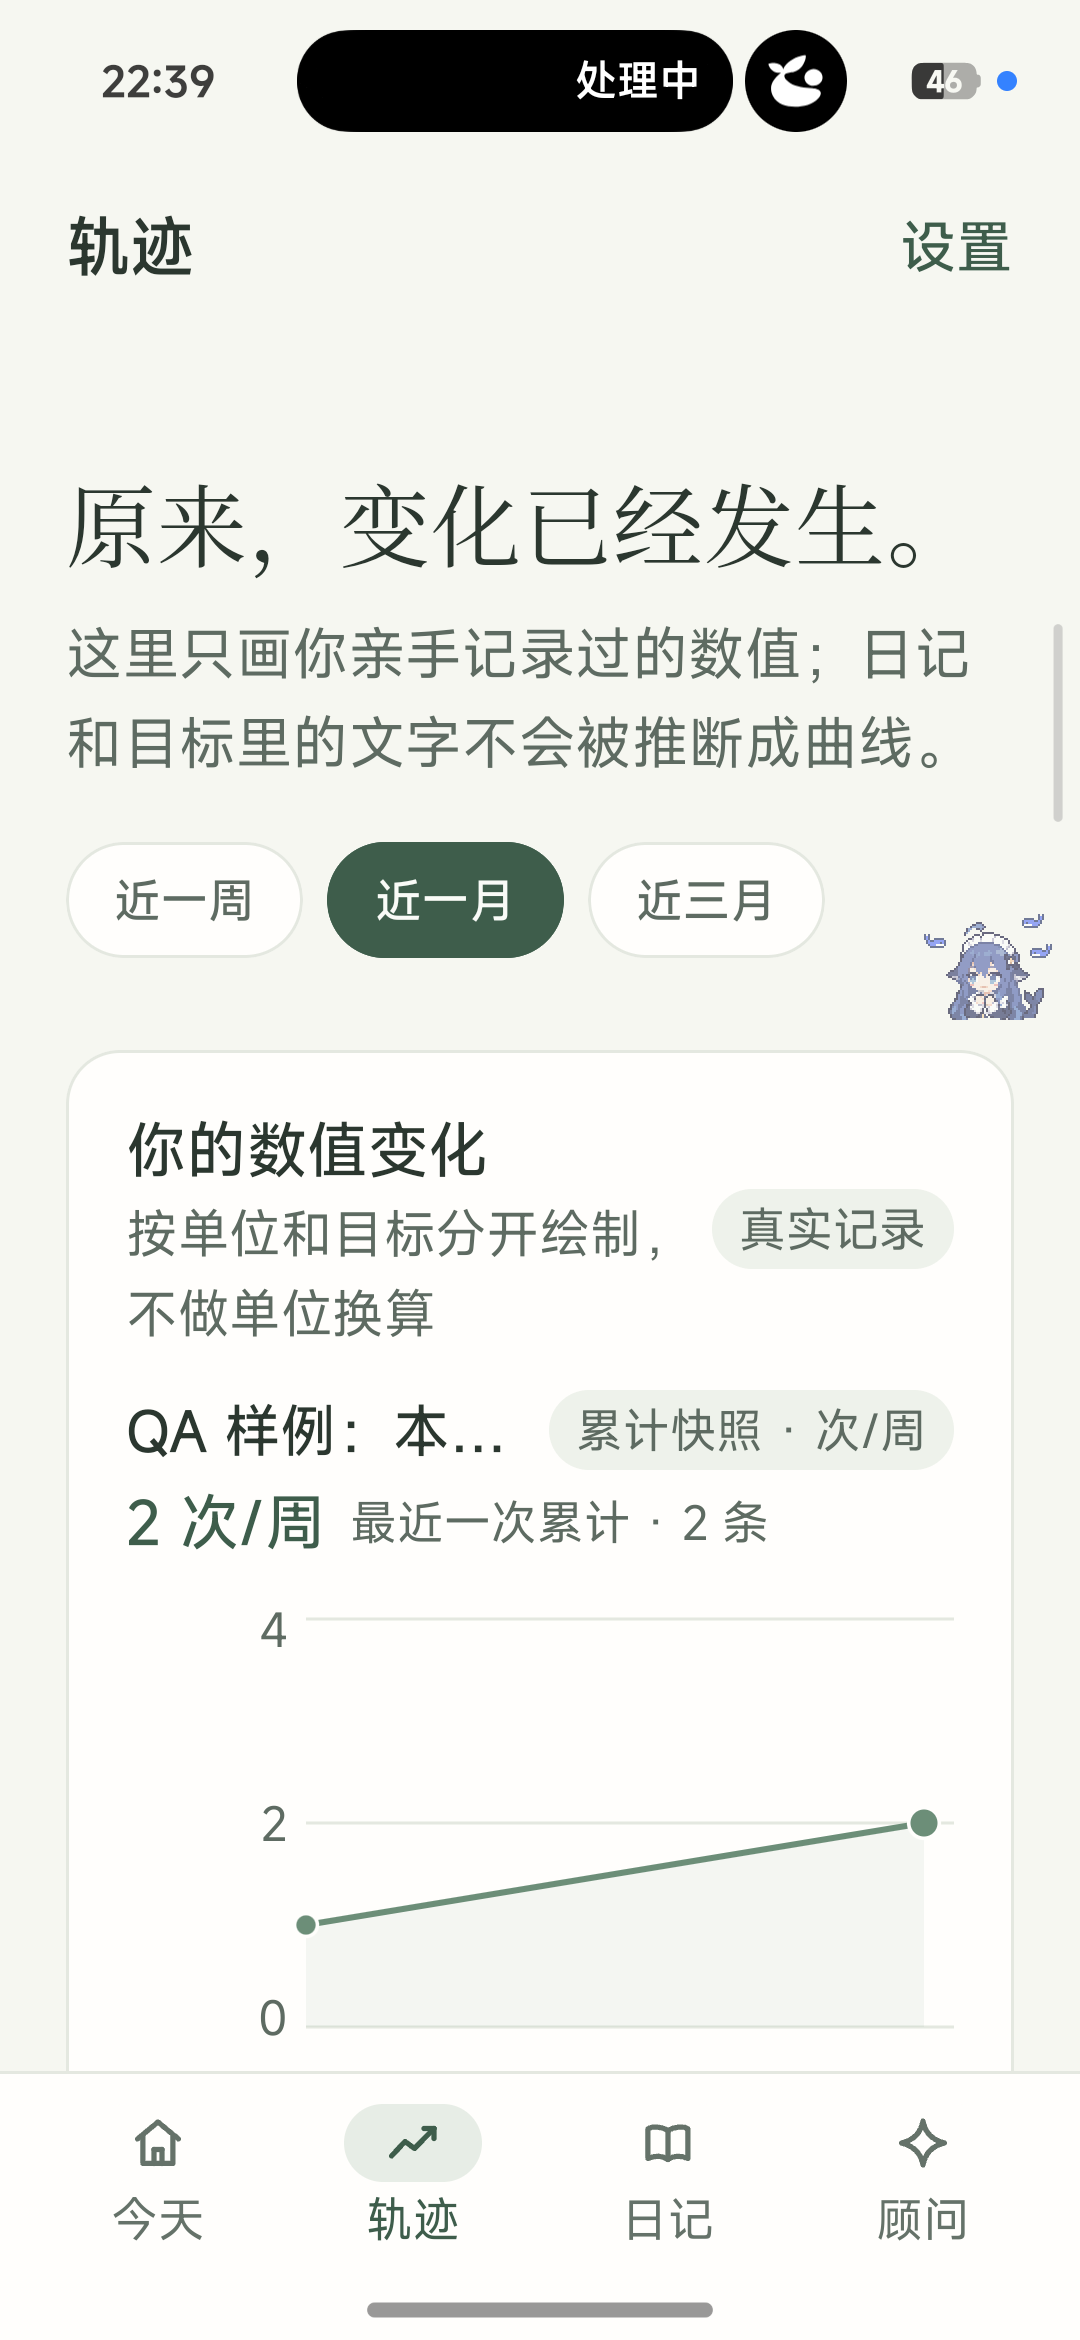 22:39
处理中
46
轨迹
设置
原来，变化已经发生。
这里只画你亲手记录过的数值；日记
和目标里的文字不会被推断成曲线。
近一周
近一月
近三月
你的数值变化
按单位和目标分开绘制，
不做单位换算
真实记录
QA 样例：本...
累计快照 · 次/周
2 次/周
最近一次累计 · 2 条
4
2
0
今天
轨迹
日记
顾问